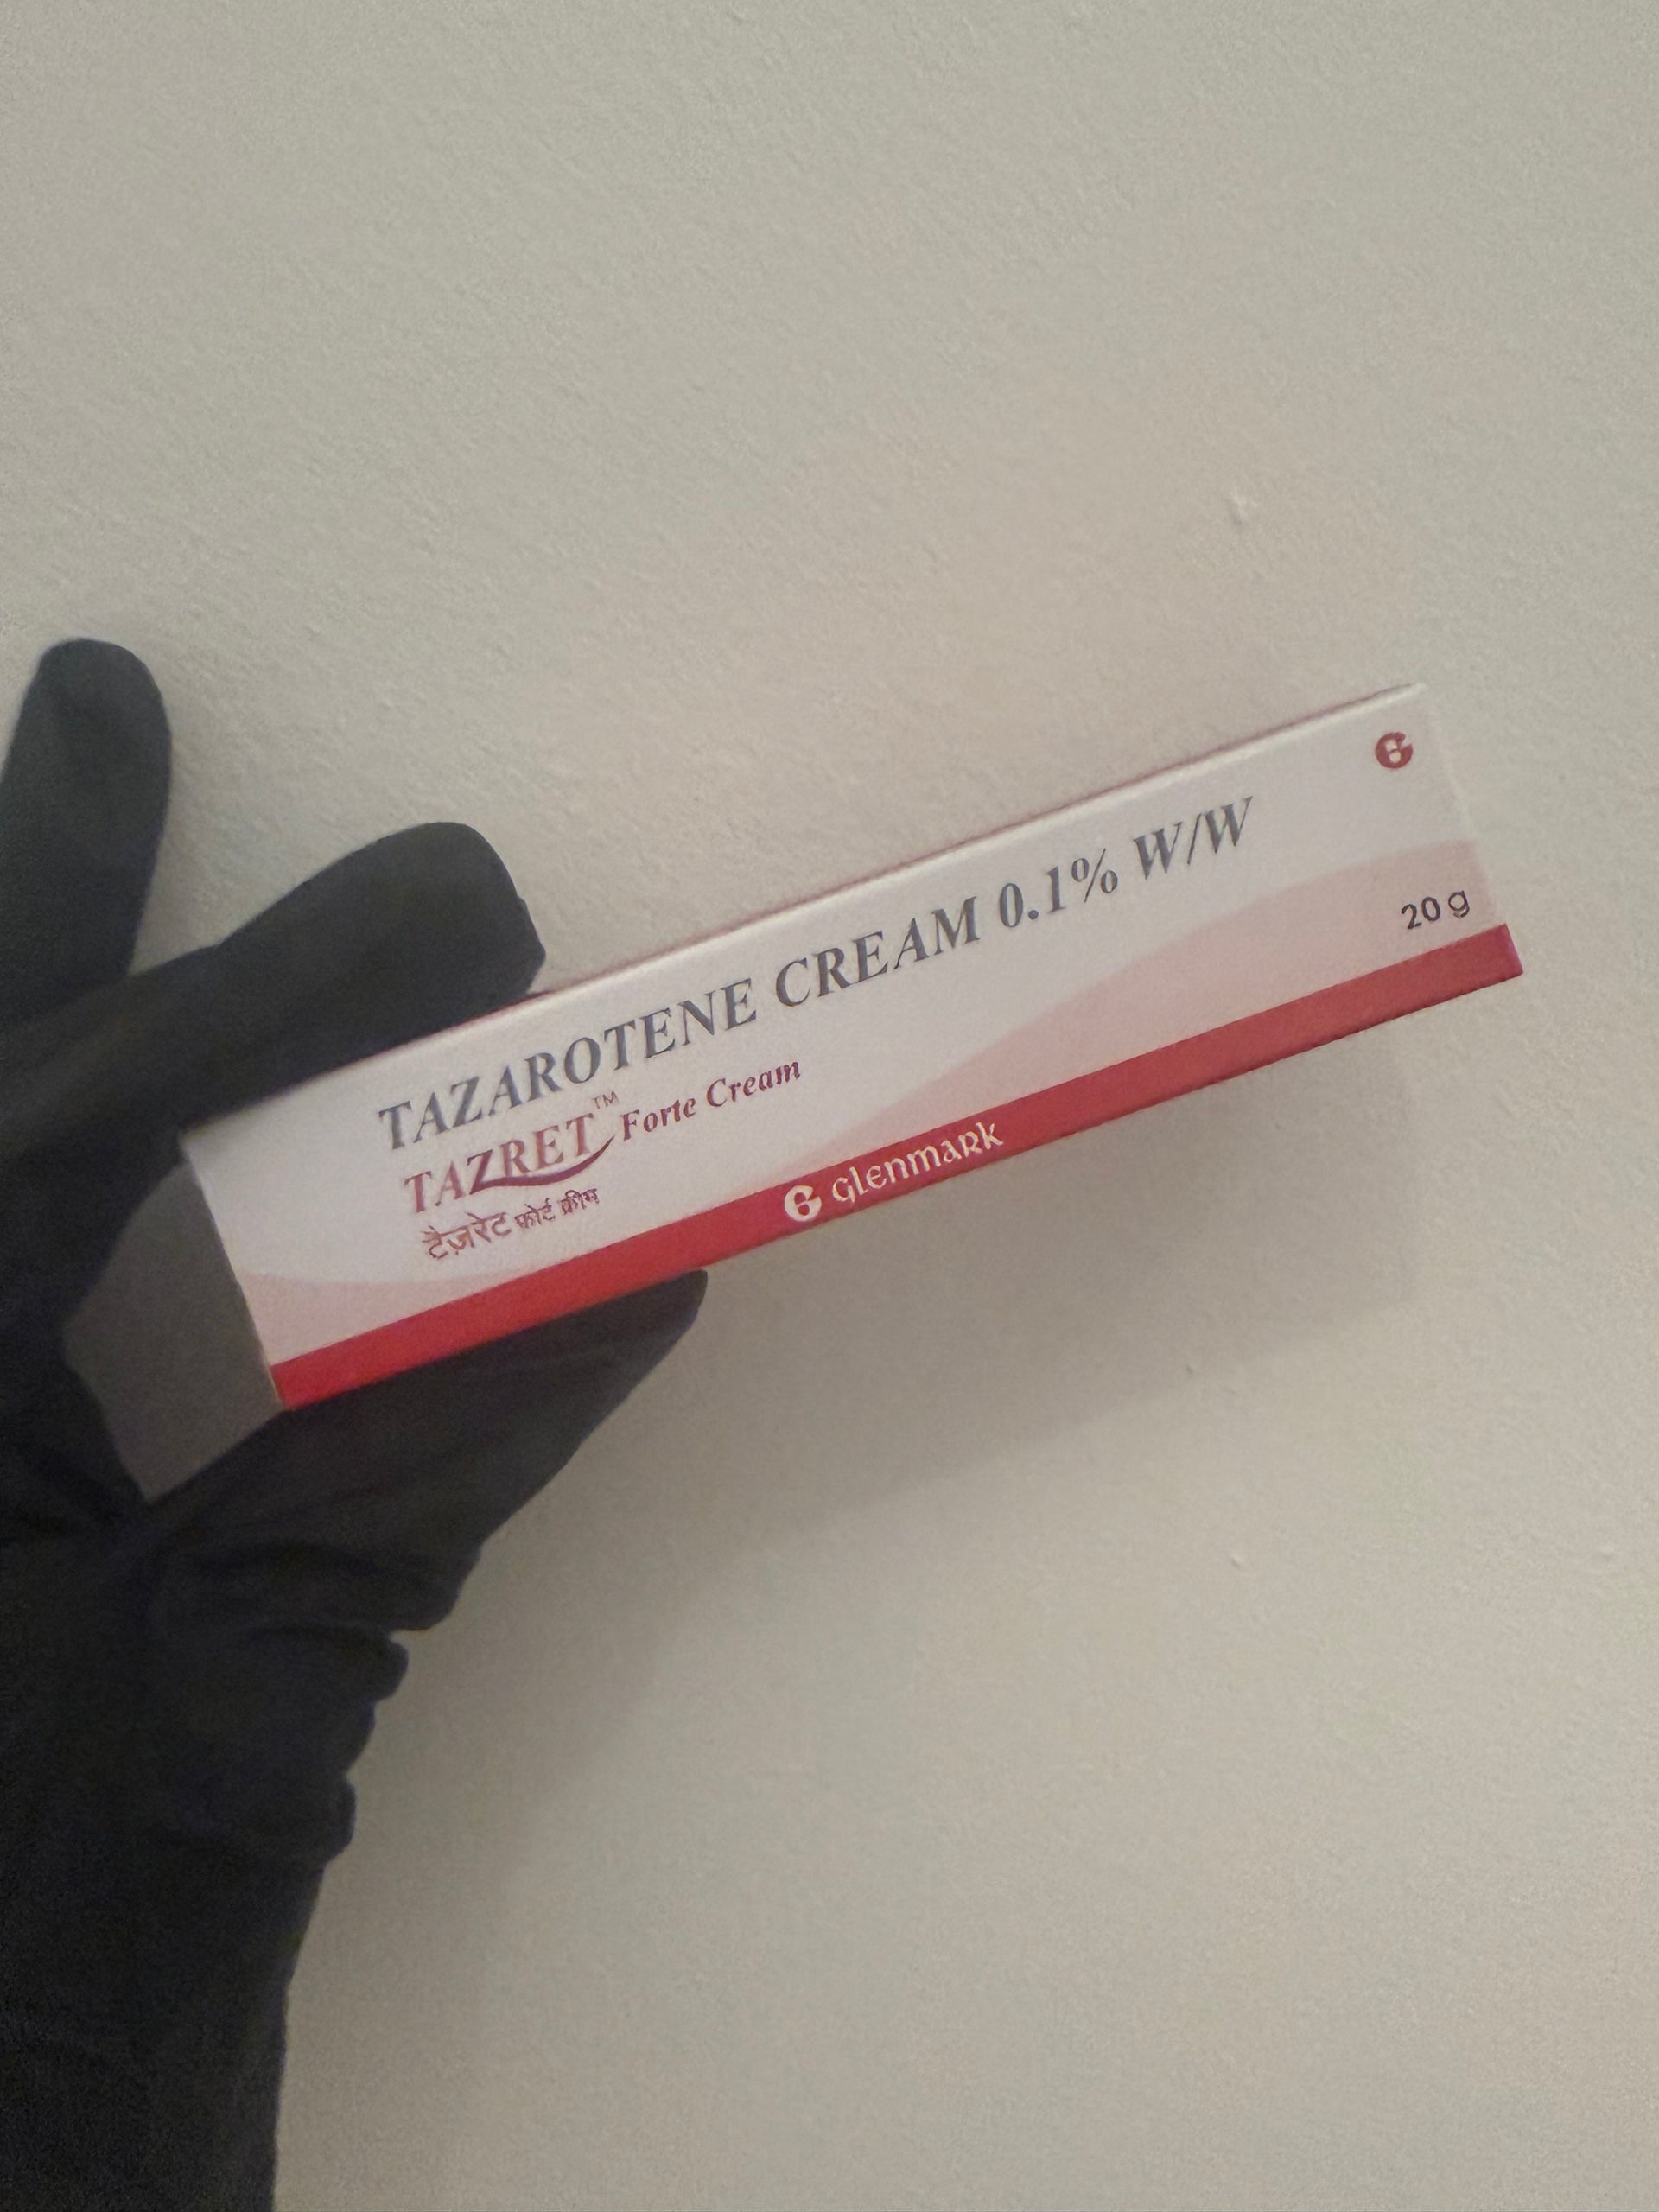 TAZAROTENE CREAM 0.1% W/W
TAZRET™ Forte Cream
टैज़रेट फ़ोर्ट क्रीम
20 g
G glenmark
G